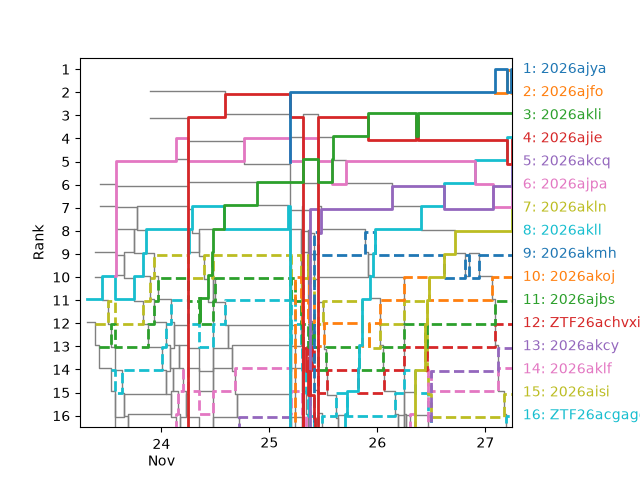 1
2
3
4
5
6
7
8
9
10
11
12
13
14
15
16
Rank
24
25
26
27
Nov
1: 2026ajya
2: 2026ajfo
3: 2026akli
4: 2026ajie
5: 2026akcq
6: 2026ajpa
7: 2026akln
8: 2026akll
9: 2026akmh
10: 2026akoj
11: 2026ajbs
12: ZTF26achvxi
13: 2026akcy
14: 2026aklf
15: 2026aisi
16: ZTF26acgag